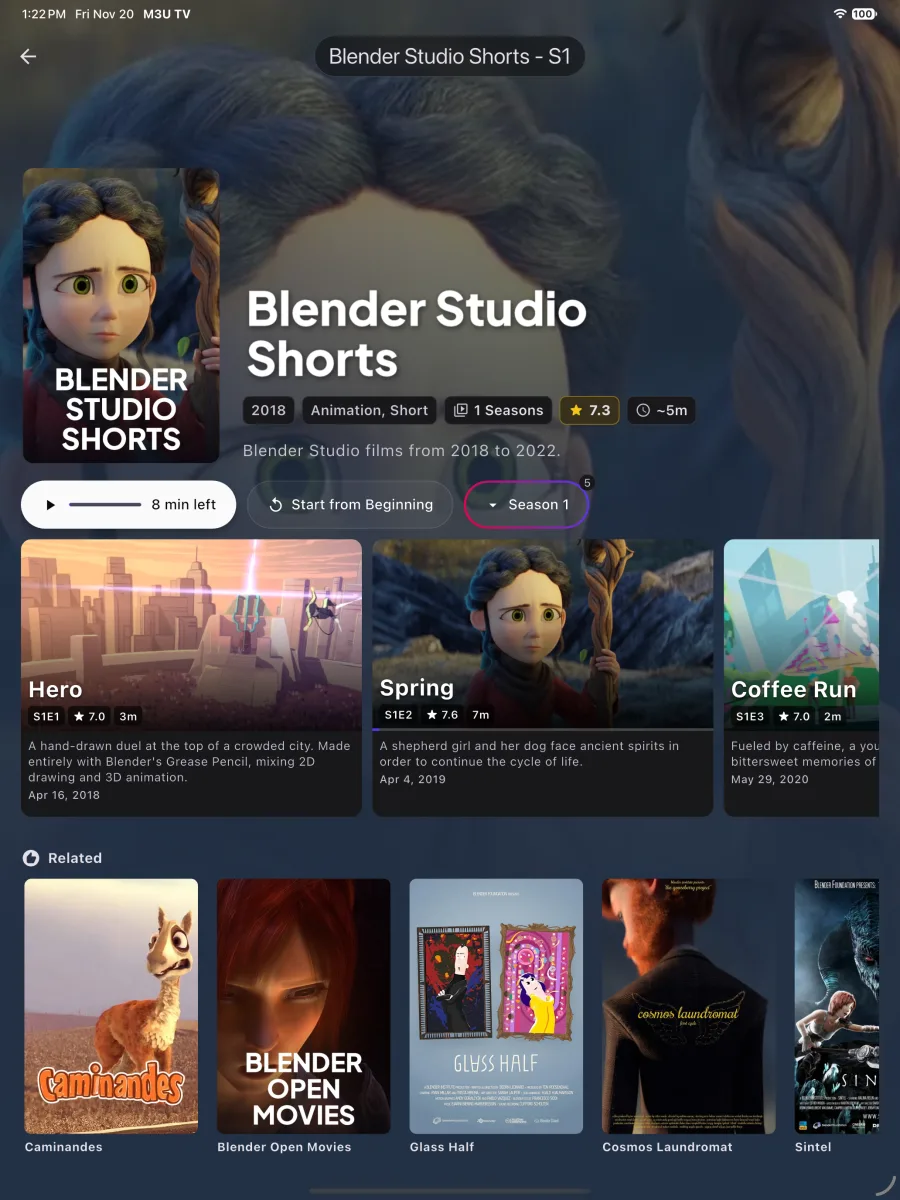 1:22 PM Fri Nov 20 M3U TV
100
Blender Studio Shorts - S1
BLENDER
STUDIO
SHORTS
Blender Studio
Shorts
2018
Animation, Short
1 Seasons
7.3
~5m
Blender Studio films from 2018 to 2022.
8 min left
Start from Beginning
Season 1
5
Hero
S1E1
7.0
3m
A hand-drawn duel at the top of a crowded city. Made
entirely with Blender's Grease Pencil, mixing 2D
drawing and 3D animation.
Apr 16, 2018
Spring
S1E2
7.6
7m
A shepherd girl and her dog face ancient spirits in
order to continue the cycle of life.
Apr 4, 2019
Coffee Run
S1E3
7.0
2m
Fueled by caffeine, a you
bittersweet memories of
May 29, 2020
Related
Caminandes
BLENDER
OPEN
MOVIES
GLASS HALF
cosmos laundromat
BLENDER FOUNDATION PRESENTS
SIN
Caminandes
Blender Open Movies
Glass Half
Cosmos Laundromat
Sintel